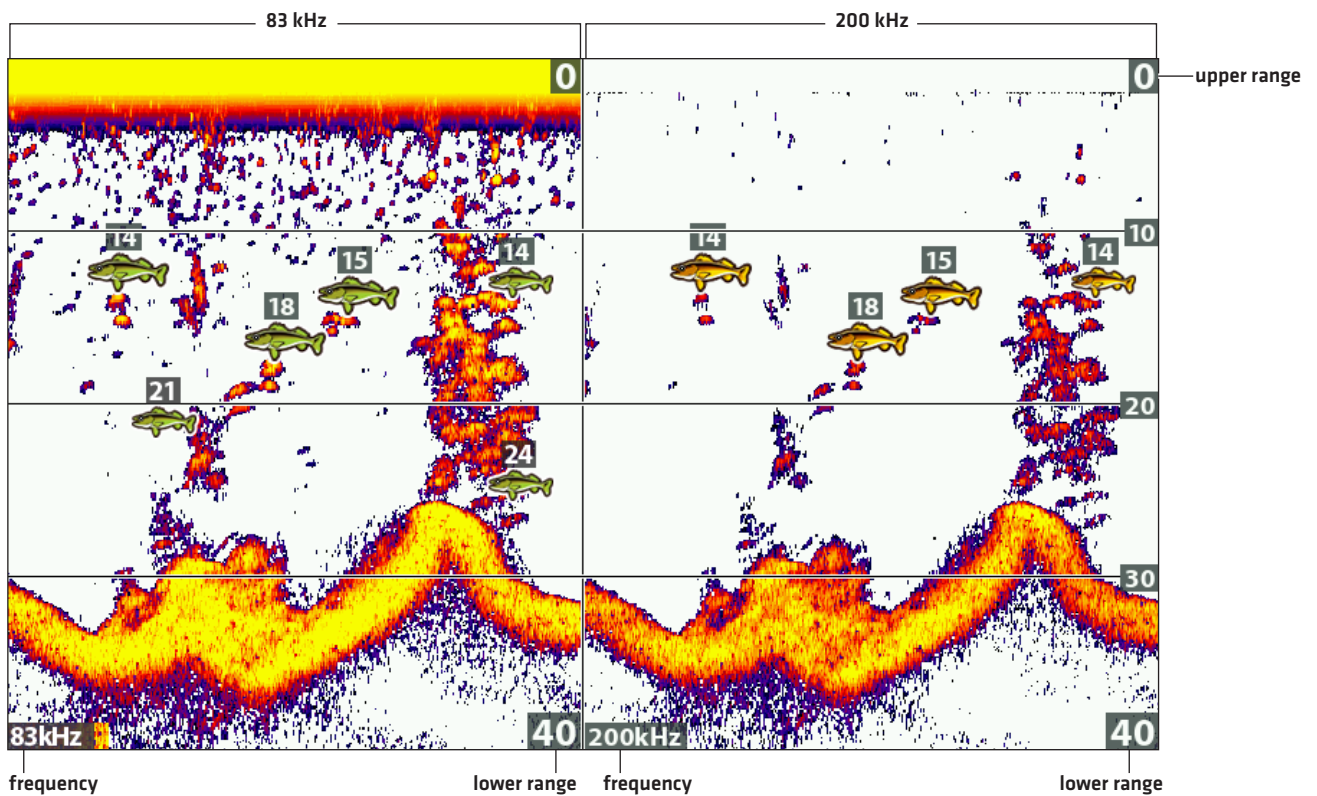 83 kHz
200 kHz
0
0
upper range
10
14
15
14
14
15
14
18
18
21
20
24
30
83kHz
40
200kHz
40
frequency
lower range
frequency
lower range